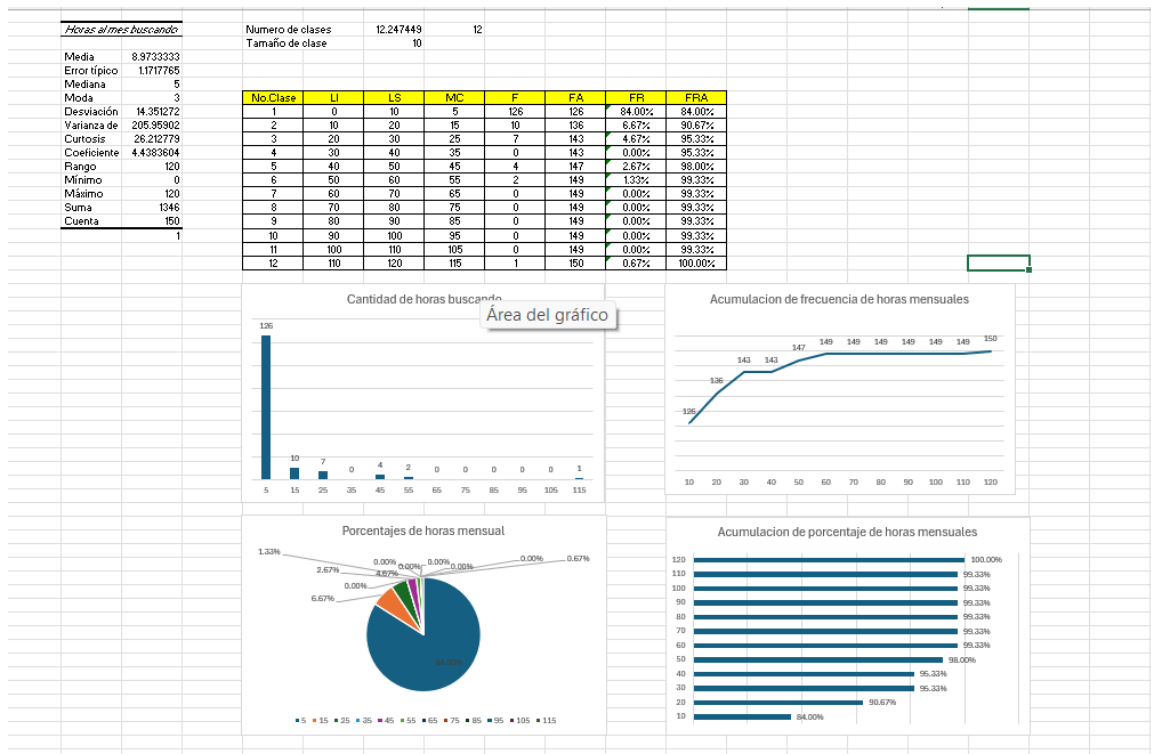 Horas al mes buscando
Numero de clases 12.247449 12
Tamaño de clase 10
Media 8.9733333
Error típico 1.1717765
Mediana 5
Moda 3
Desviación 14.351272
Varianza de 205.95902
Curtosis 26.212779
Coeficiente 4.4383604
Rango 120
Mínimo 0
Máximo 120
Suma 1346
Cuenta 150
1
No.Clase LI LS MC F FA FR FRA
1 0 10 5 126 126 84.00% 84.00%
2 10 20 15 10 136 6.67% 90.67%
3 20 30 25 7 143 4.67% 95.33%
4 30 40 35 0 143 0.00% 95.33%
5 40 50 45 4 147 2.67% 98.00%
6 50 60 55 2 149 1.33% 99.33%
7 60 70 65 0 149 0.00% 99.33%
8 70 80 75 0 149 0.00% 99.33%
9 80 90 85 0 149 0.00% 99.33%
10 90 100 95 0 149 0.00% 99.33%
11 100 110 105 0 149 0.00% 99.33%
12 110 120 115 1 150 0.67% 100.00%
Cantidad de horas buscando
Área del gráfico
126 10 7 0 4 2 0 0 0 0 0 1
5 15 25 35 45 55 65 75 85 95 105 115
Acumulacion de frecuencia de horas mensuales
126 136 143 143 147 149 149 149 149 149 149 150
10 20 30 40 50 60 70 80 90 100 110 120
Porcentajes de horas mensual
1.33%
2.67%
0.00%
6.67%
4.67%
0.00%
0.00%
0.00%
0.00%
0.00%
0.67%
84.00%
5 15 25 35 45 55 65 75 85 95 105 115
Acumulacion de porcentaje de horas mensuales
120 100.00%
110 99.33%
100 99.33%
90 99.33%
80 99.33%
70 99.33%
60 99.33%
50 98.00%
40 95.33%
30 95.33%
20 90.67%
10 84.00%